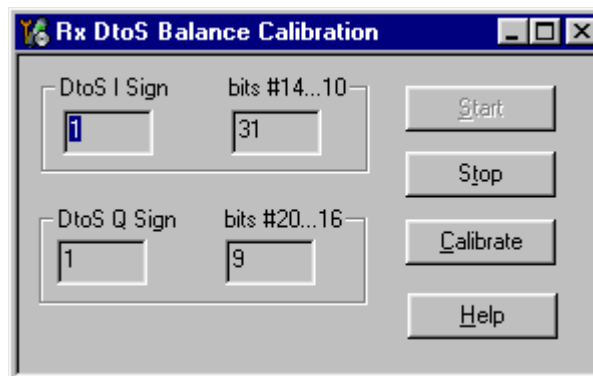 Rx DtoS Balance Calibration
DtoS I Sign bits #14...10
1 31
Start
Stop
DtoS Q Sign bits #20...16
1 9
Calibrate
Help